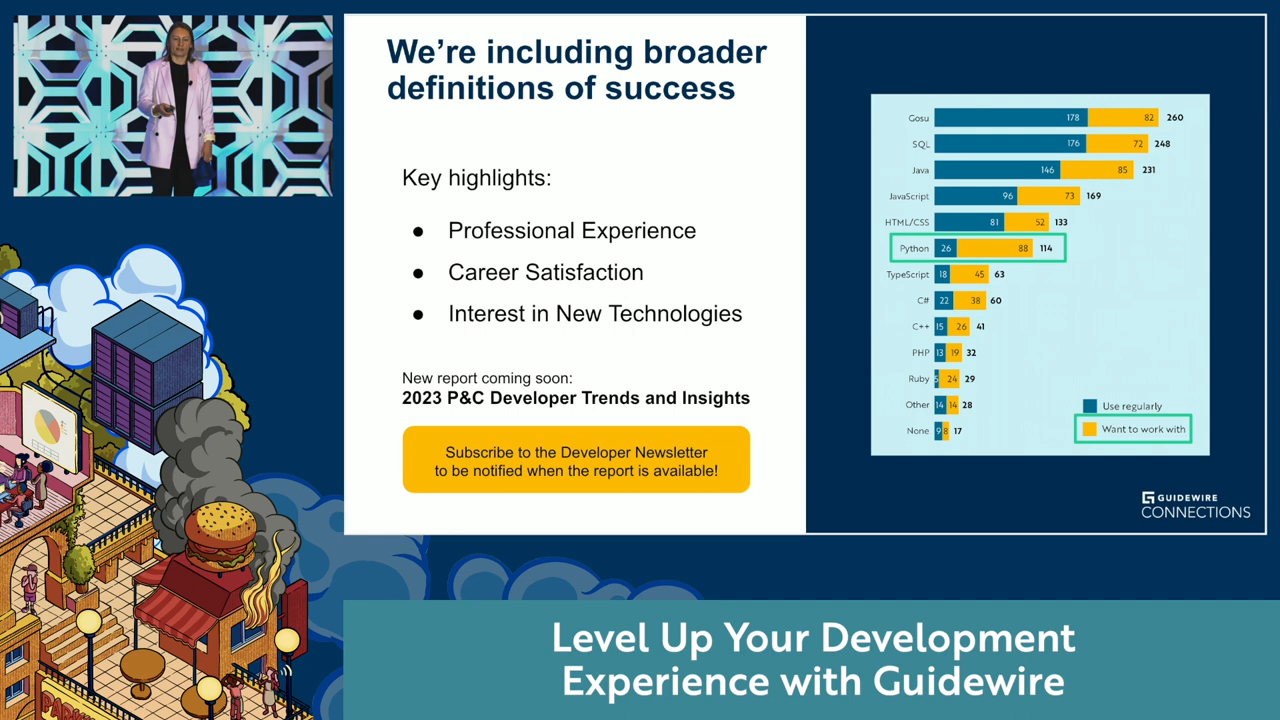 We're including broader
definitions of success
Key highlights:
● Professional Experience
● Career Satisfaction
● Interest in New Technologies
New report coming soon:
2023 P&C Developer Trends and Insights
Subscribe to the Developer Newsletter
to be notified when the report is available!
Gosu 178 82 260
SQL 176 72 248
Java 146 85 231
JavaScript 96 73 169
HTML/CSS 81 52 133
Python 26 88 114
TypeScript 18 45 63
C# 22 38 60
C++ 15 26 41
PHP 13 19 32
Ruby 5 24 29
Other 14 14 28
None 9 8 17
Use regularly
Want to work with
GUIDEWIRE
CONNECTIONS
Level Up Your Development
Experience with Guidewire